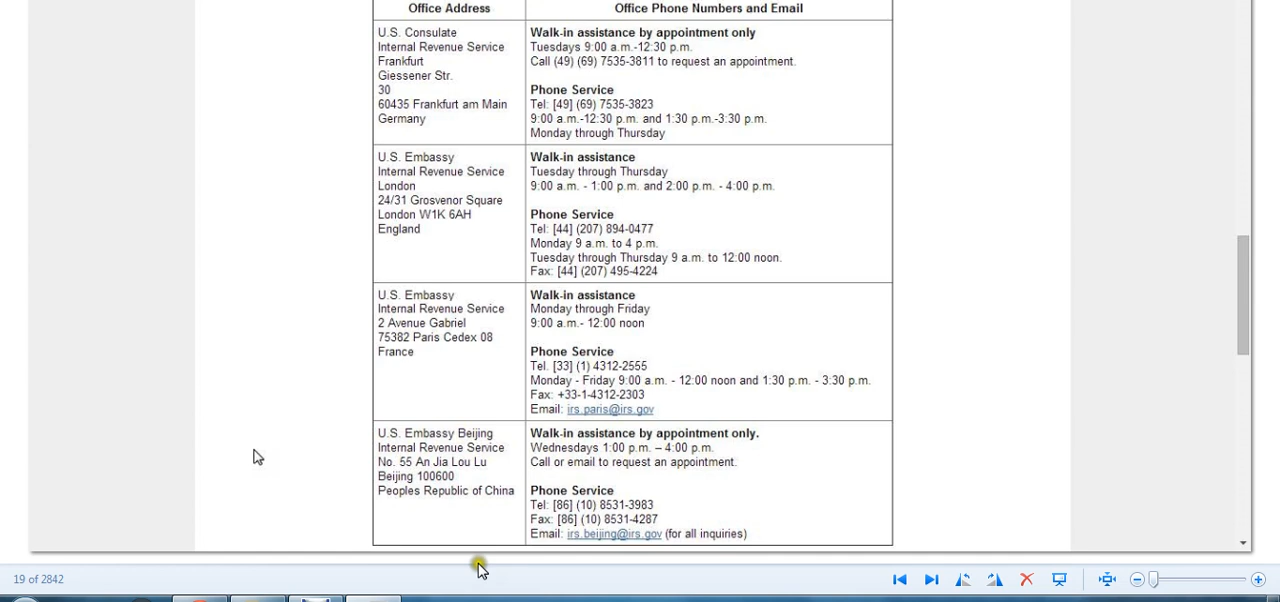 Office Address
Office Phone Numbers and Email
U.S. Consulate
Internal Revenue Service
Frankfurt
Giessener Str.
30
60435 Frankfurt am Main
Germany
Walk-in assistance by appointment only
Tuesdays 9:00 a.m.-12:30 p.m.
Call (49) (69) 7535-3811 to request an appointment.
Phone Service
Tel: [49] (69) 7535-3823
9:00 a.m.-12:30 p.m. and 1:30 p.m.-3:30 p.m.
Monday through Thursday
U.S. Embassy
Internal Revenue Service
London
24/31 Grosvenor Square
London W1K 6AH
England
Walk-in assistance
Tuesday through Thursday
9:00 a.m. - 1:00 p.m. and 2:00 p.m. - 4:00 p.m.
Phone Service
Tel: [44] (207) 894-0477
Monday 9 a.m. to 4 p.m.
Tuesday through Thursday 9 a.m. to 12:00 noon.
Fax: [44] (207) 495-4224
U.S. Embassy
Internal Revenue Service
2 Avenue Gabriel
75382 Paris Cedex 08
France
Walk-in assistance
Monday through Friday
9:00 a.m.- 12:00 noon
Phone Service
Tel. [33] (1) 4312-2555
Monday - Friday 9:00 a.m. - 12:00 noon and 1:30 p.m. - 3:30 p.m.
Fax: +33-1-4312-2303
Email: irs.paris@irs.gov
U.S. Embassy Beijing
Internal Revenue Service
No. 55 An Jia Lou Lu
Beijing 100600
Peoples Republic of China
Walk-in assistance by appointment only.
Wednesdays 1:00 p.m. – 4:00 p.m.
Call or email to request an appointment.
Phone Service
Tel: [86] (10) 8531-3983
Fax: [86] (10) 8531-4287
Email: irs.beijing@irs.gov (for all inquiries)
19 of 2842